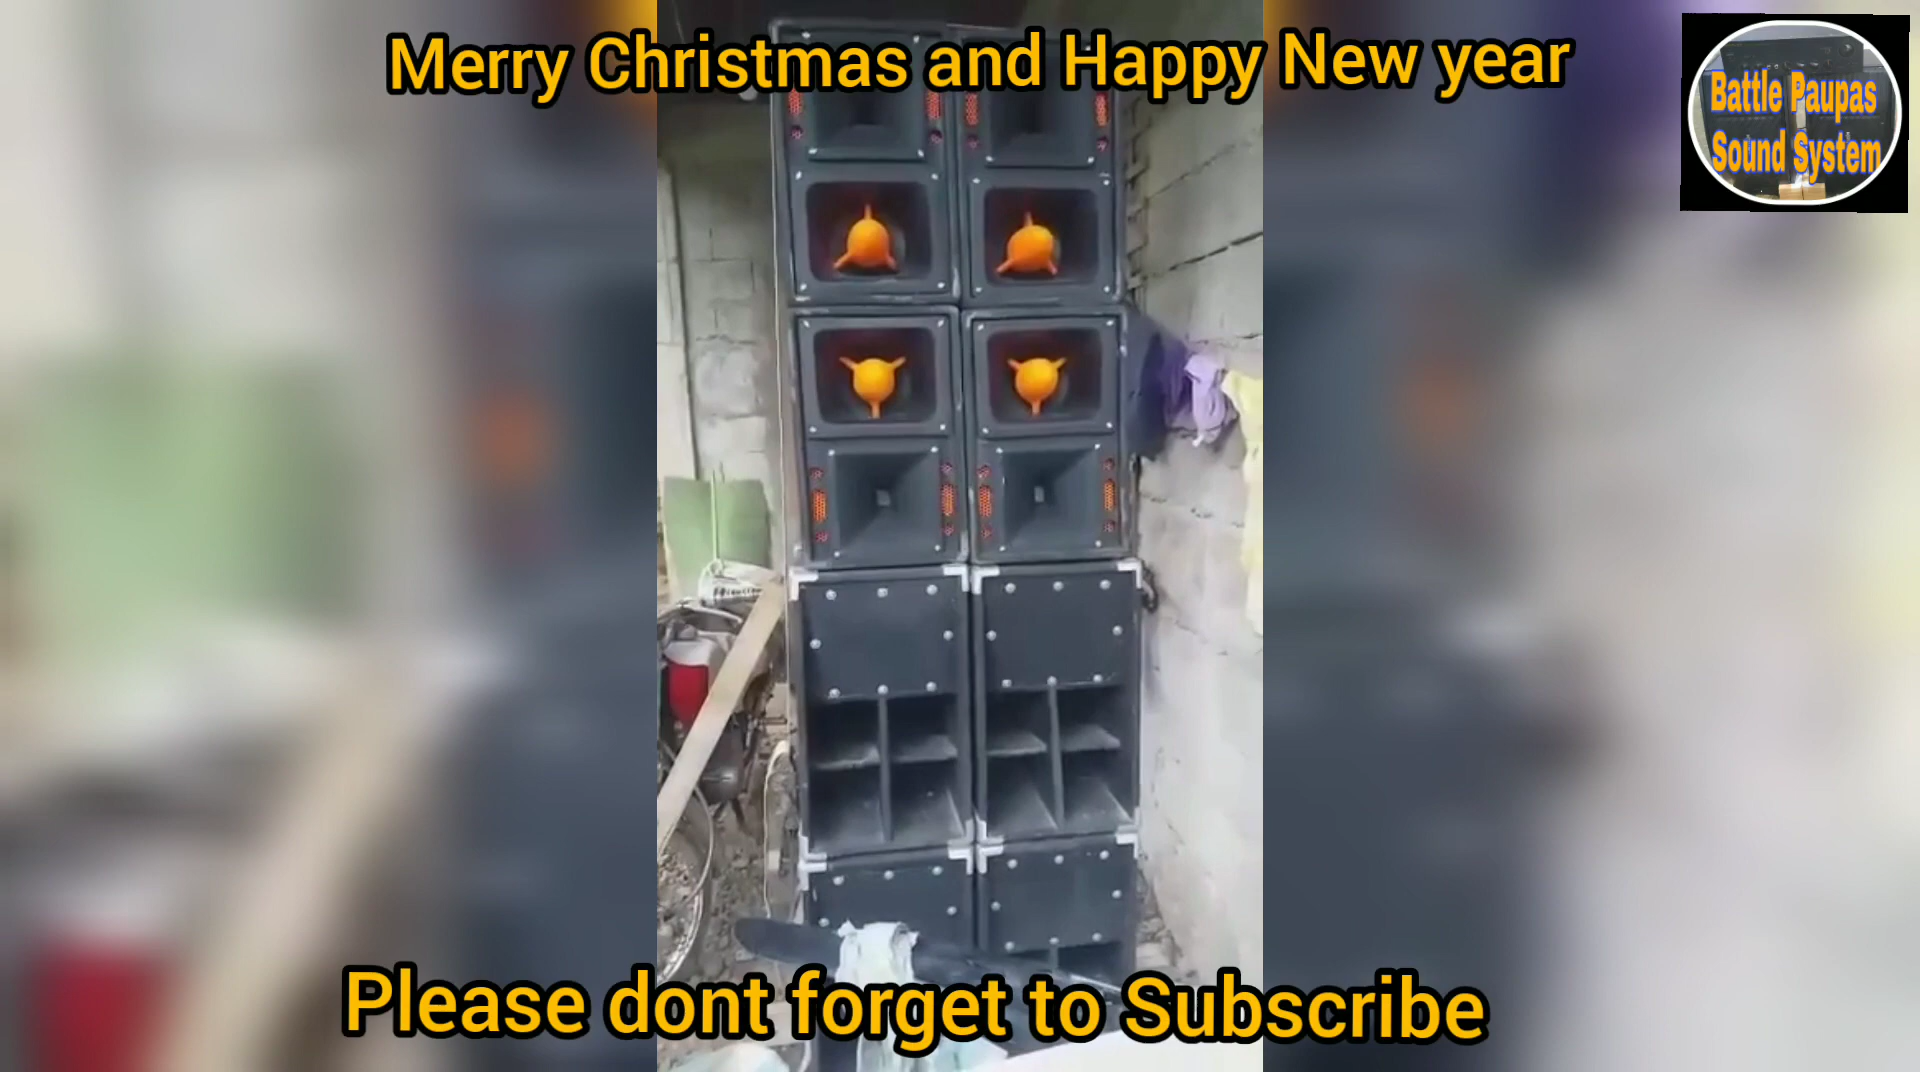 Merry Christmas and Happy New year
Battle Paupas
Sound System
Please dont forget to Subscribe